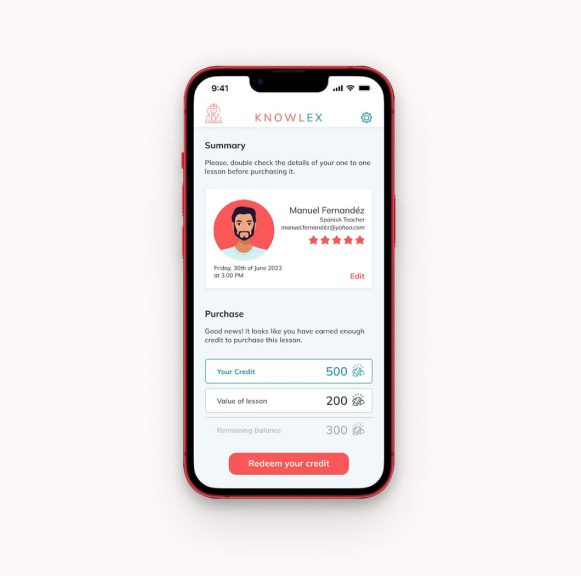 9:41
KNOWLEX
Summary
Please, double check the details of your one to one
lesson before purchasing it.
Manuel Fernandéz
Spanish Teacher
manuel.fernandéz@yahoo.com
Friday, 30th of June 2023
at 3.00 PM
Edit
Purchase
Good news! It looks like you have earned enough
credit to purchase this lesson.
Your Credit 500
Value of lesson 200
Remaining Balance 300
Redeem your credit